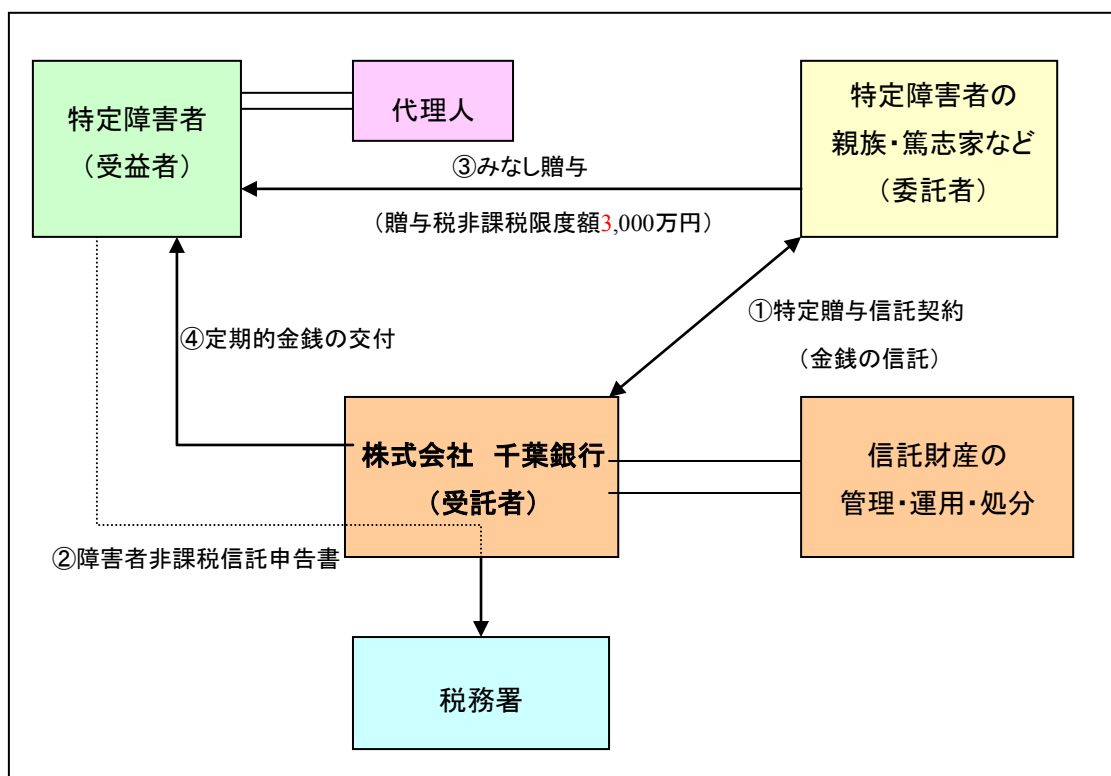 特定障害者
（受益者）
代理人
特定障害者の
親族・篤志家など
（委託者）
③みなし贈与
（贈与税非課税限度額3,000万円）
①特定贈与信託契約
（金銭の信託）
④定期的金銭の交付
株式会社　千葉銀行
（受託者）
信託財産の
管理・運用・処分
②障害者非課税信託申告書
税務署